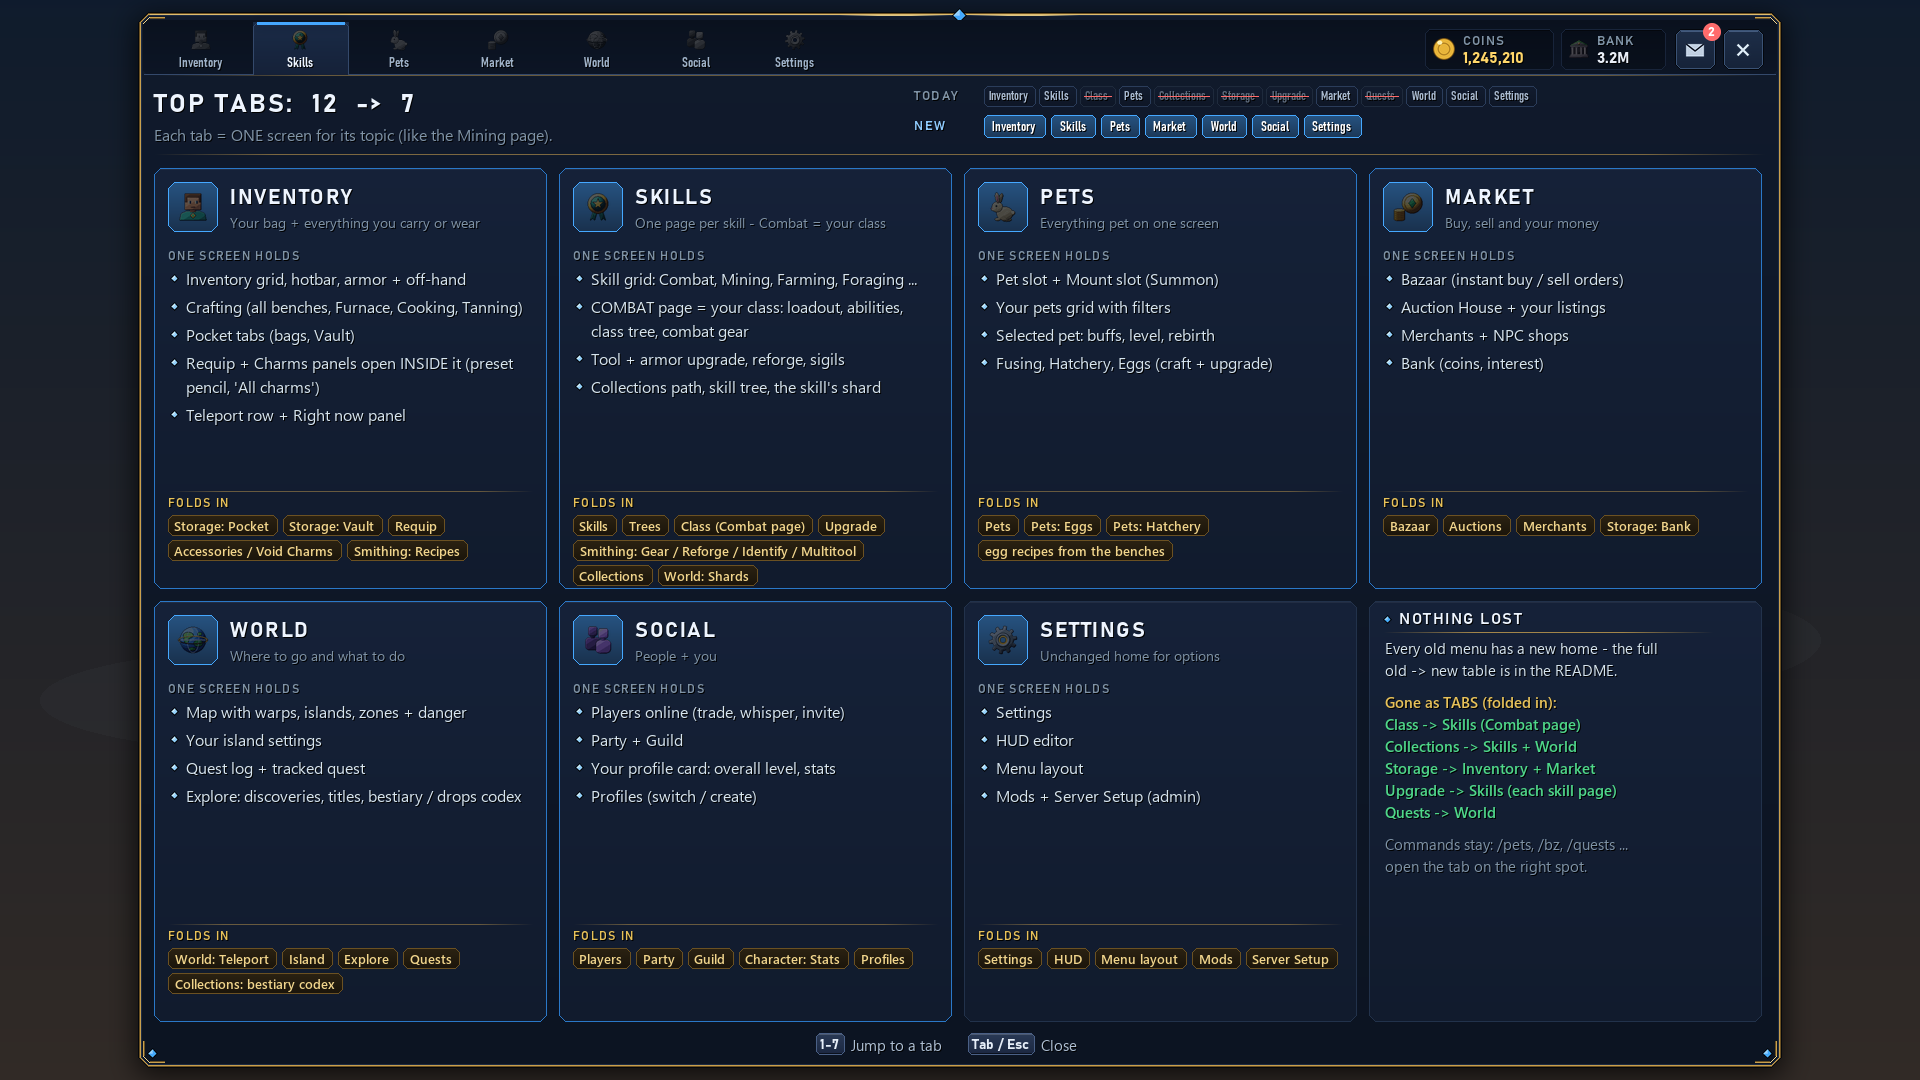 Inventory
Skills
Pets
Market
World
Social
Settings
COINS
1,245,210
BANK
3.2M
2
TOP TABS: 12 -> 7
Each tab = ONE screen for its topic (like the Mining page).
TODAY
Inventory Skills Class Pets Collections Storage Upgrade Market Quests World Social Settings
NEW
Inventory Skills Pets Market World Social Settings
INVENTORY
Your bag + everything you carry or wear
ONE SCREEN HOLDS
Inventory grid, hotbar, armor + off-hand
Crafting (all benches, Furnace, Cooking, Tanning)
Pocket tabs (bags, Vault)
Requip + Charms panels open INSIDE it (preset
pencil, 'All charms')
Teleport row + Right now panel
FOLDS IN
Storage: Pocket Storage: Vault Requip
Accessories / Void Charms Smithing: Recipes
SKILLS
One page per skill - Combat = your class
ONE SCREEN HOLDS
Skill grid: Combat, Mining, Farming, Foraging ...
COMBAT page = your class: loadout, abilities,
class tree, combat gear
Tool + armor upgrade, reforge, sigils
Collections path, skill tree, the skill's shard
FOLDS IN
Skills Trees Class (Combat page) Upgrade
Smithing: Gear / Reforge / Identify / Multitool
Collections World: Shards
PETS
Everything pet on one screen
ONE SCREEN HOLDS
Pet slot + Mount slot (Summon)
Your pets grid with filters
Selected pet: buffs, level, rebirth
Fusing, Hatchery, Eggs (craft + upgrade)
FOLDS IN
Pets Pets: Eggs Pets: Hatchery
egg recipes from the benches
MARKET
Buy, sell and your money
ONE SCREEN HOLDS
Bazaar (instant buy / sell orders)
Auction House + your listings
Merchants + NPC shops
Bank (coins, interest)
FOLDS IN
Bazaar Auctions Merchants Storage: Bank
WORLD
Where to go and what to do
ONE SCREEN HOLDS
Map with warps, islands, zones + danger
Your island settings
Quest log + tracked quest
Explore: discoveries, titles, bestiary / drops codex
FOLDS IN
World: Teleport Island Explore Quests
Collections: bestiary codex
SOCIAL
People + you
ONE SCREEN HOLDS
Players online (trade, whisper, invite)
Party + Guild
Your profile card: overall level, stats
Profiles (switch / create)
FOLDS IN
Players Party Guild Character: Stats Profiles
SETTINGS
Unchanged home for options
ONE SCREEN HOLDS
Settings
HUD editor
Menu layout
Mods + Server Setup (admin)
FOLDS IN
Settings HUD Menu layout Mods Server Setup
NOTHING LOST
Every old menu has a new home - the full
old -> new table is in the README.
Gone as TABS (folded in):
Class -> Skills (Combat page)
Collections -> Skills + World
Storage -> Inventory + Market
Upgrade -> Skills (each skill page)
Quests -> World
Commands stay: /pets, /bz, /quests ...
open the tab on the right spot.
1-7 Jump to a tab Tab / Esc Close